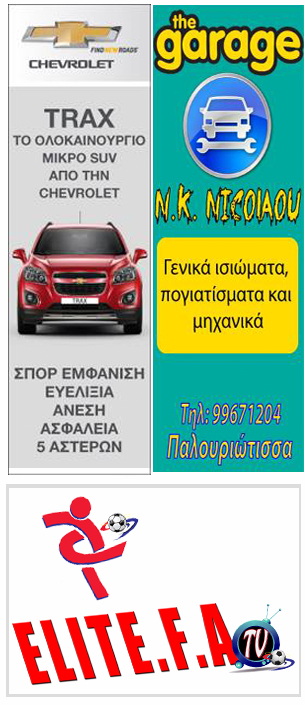 FIND NEW ROADS
CHEVROLET
TRAX
ΤΟ ΟΛΟΚΑΙΝΟΥΡΓΙΟ
ΜΙΚΡΟ SUV
ΑΠΟ ΤΗΝ
CHEVROLET
TRAX
ΣΠΟΡ ΕΜΦΑΝΙΣΗ
ΕΥΕΛΙΞΙΑ
ΑΝΕΣΗ
ΑΣΦΑΛΕΙΑ
5 ΑΣΤΕΡΩΝ
the
garage
N.K. NICOlAOU
Γενικά ισιώματα,
πογιατίσματα και
μηχανικά
Τηλ: 99671204
Παλουριώτισσα
ELITE.F.A
TV